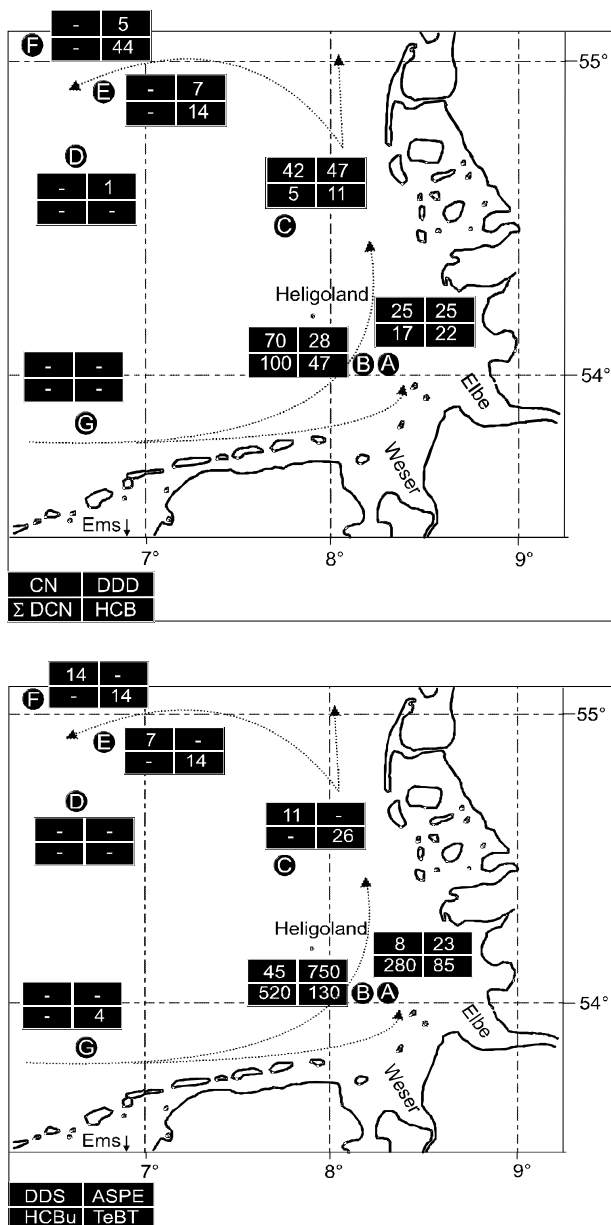 - 5
F - 44
55°
E - 7
- 14
D
- 1
- -
42 47
5 11
C
Heligoland
25 25
17 22
70 28
100 47
B A
- -
- -
54°
G
Elbe
Weser
Ems↓
7° 8° 9°
CN DDD
Σ DCN HCB
14 -
F - 14
55°
E 7 -
- 14
D
- -
- -
11 -
- 26
C
Heligoland
8 23
280 85
45 750
520 130
B A
- -
- 4
54°
G
Elbe
Weser
Ems↓
7° 8° 9°
DDS ASPE
HCBu TeBT